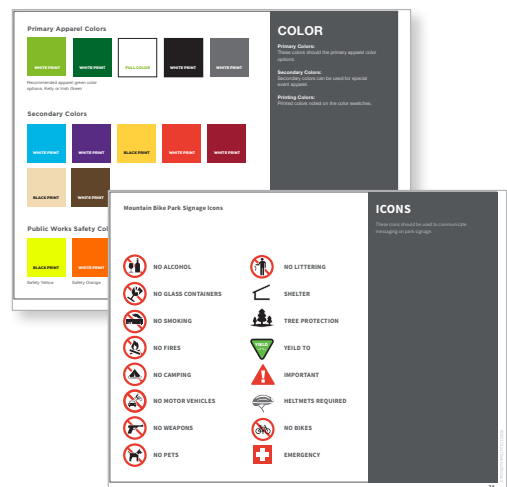 Primary Apparel Colors
WHITE PRINT
WHITE PRINT
FULL COLOR
WHITE PRINT
WHITE PRINT
Recommended apparel green color
options, Kelly or Irish Green
Secondary Colors
WHITE PRINT
WHITE PRINT
BLACK PRINT
WHITE PRINT
WHITE PRINT
BLACK PRINT
WHITE PRINT
Public Works Safety Col
BLACK PRINT
WHITE PRINT
Safety Yellow
Safety Orange
COLOR
Primary Colors:
These colors should the primary apparel color
options.
Secondary Colors:
Secondary colors can be used for special
event apparel.
Printing Colors:
Printed colors noted on the color swatches.
Mountain Bike Park Signage Icons
NO ALCOHOL
NO GLASS CONTAINERS
NO SMOKING
NO FIRES
NO CAMPING
NO MOTOR VEHICLES
NO WEAPONS
NO PETS
NO LITTERING
SHELTER
TREE PROTECTION
YEILD
YEILD TO
IMPORTANT
HELTMETS REQUIRED
NO BIKES
EMERGENCY
ICONS
These icons should be used to communicate
messaging on park signage.